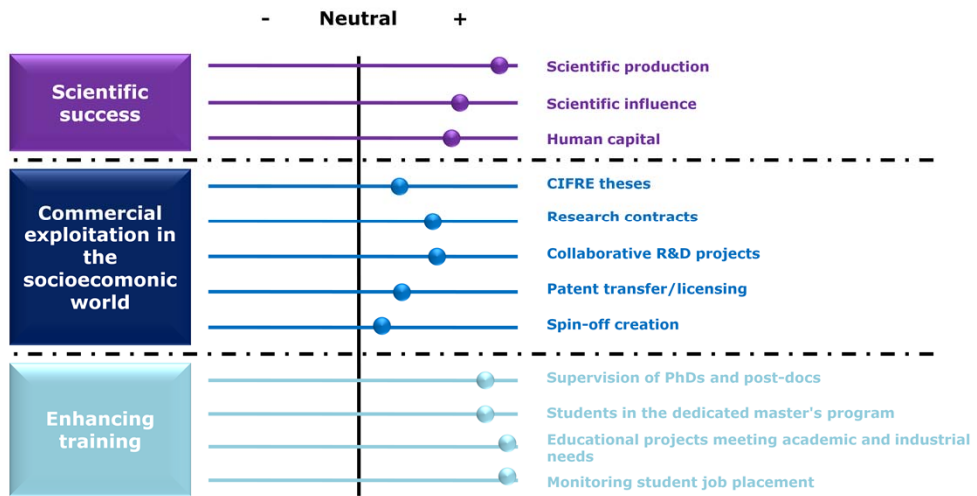 - Neutral +
Scientific
success
Scientific production
Scientific influence
Human capital
Commercial
exploitation in
the
socioecomonic
world
CIFRE theses
Research contracts
Collaborative R&D projects
Patent transfer/licensing
Spin-off creation
Enhancing
training
Supervision of PhDs and post-docs
Students in the dedicated master's program
Educational projects meeting academic and industrial
needs
Monitoring student job placement